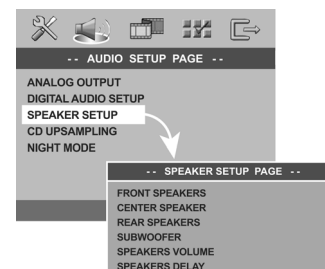 -- AUDIO SETUP PAGE --
ANALOG OUTPUT
DIGITAL AUDIO SETUP
SPEAKER SETUP
CD UPSAMPLING
NIGHT MODE
-- SPEAKER SETUP PAGE --
FRONT SPEAKERS
CENTER SPEAKER
REAR SPEAKERS
SUBWOOFER
SPEAKERS VOLUME
SPEAKERS DELAY